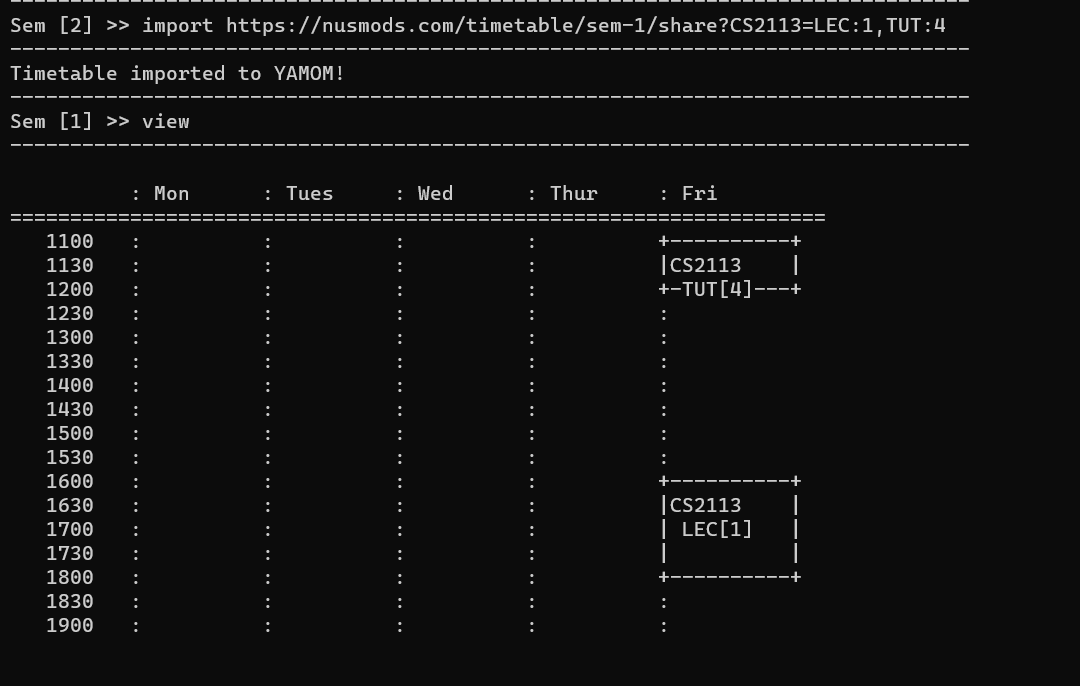 --------------------------------------------------------------------------------
Sem [2] >> import https://nusmods.com/timetable/sem-1/share?CS2113=LEC:1,TUT:4
--------------------------------------------------------------------------------
Timetable imported to YAMOM!
--------------------------------------------------------------------------------
Sem [1] >> view
--------------------------------------------------------------------------------

          : Mon      : Tues     : Wed      : Thur     : Fri
====================================================================
   1100   :          :          :          :          +----------+
   1130   :          :          :          :          |CS2113    |
   1200   :          :          :          :          +-TUT[4]---+
   1230   :          :          :          :          :
   1300   :          :          :          :          :
   1330   :          :          :          :          :
   1400   :          :          :          :          :
   1430   :          :          :          :          :
   1500   :          :          :          :          :
   1530   :          :          :          :          :
   1600   :          :          :          :          +----------+
   1630   :          :          :          :          |CS2113    |
   1700   :          :          :          :          | LEC[1]   |
   1730   :          :          :          :          |          |
   1800   :          :          :          :          +----------+
   1830   :          :          :          :          :
   1900   :          :          :          :          :